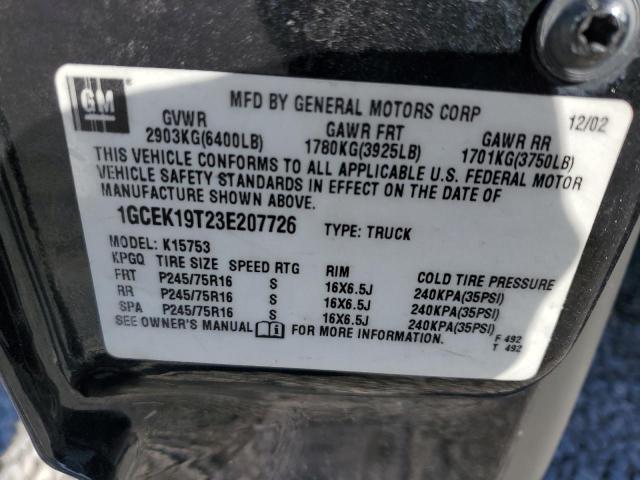 GM
MFD BY GENERAL MOTORS CORP 12/02
GVWR GAWR FRT GAWR RR
2903KG(6400LB) 1780KG(3925LB) 1701KG(3750LB)
THIS VEHICLE CONFORMS TO ALL APPLICABLE U.S. FEDERAL MOTOR
VEHICLE SAFETY STANDARDS IN EFFECT ON THE DATE OF
MANUFACTURE SHOWN ABOVE.
1GCEK19T23E207726 TYPE: TRUCK
MODEL: K15753
KPGQ TIRE SIZE SPEED RTG RIM COLD TIRE PRESSURE
FRT P245/75R16 S 16X6.5J 240KPA(35PSI)
RR P245/75R16 S 16X6.5J 240KPA(35PSI)
SPA P245/75R16 S 16X6.5J 240KPA(35PSI)
SEE OWNER'S MANUAL FOR MORE INFORMATION.
F 492
T 492